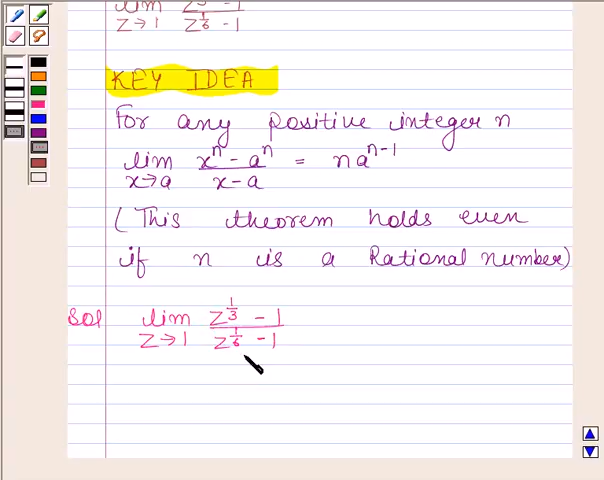 lim z^{1/3} - 1
z→1 z^{1/6} - 1
KEY IDEA
For any positive integer n
lim x^n - a^n = na^{n-1}
x→a x-a
(This theorem holds even
if n is a Rational number)
Sol lim z^{1/3} - 1
z→1 z^{1/6} - 1